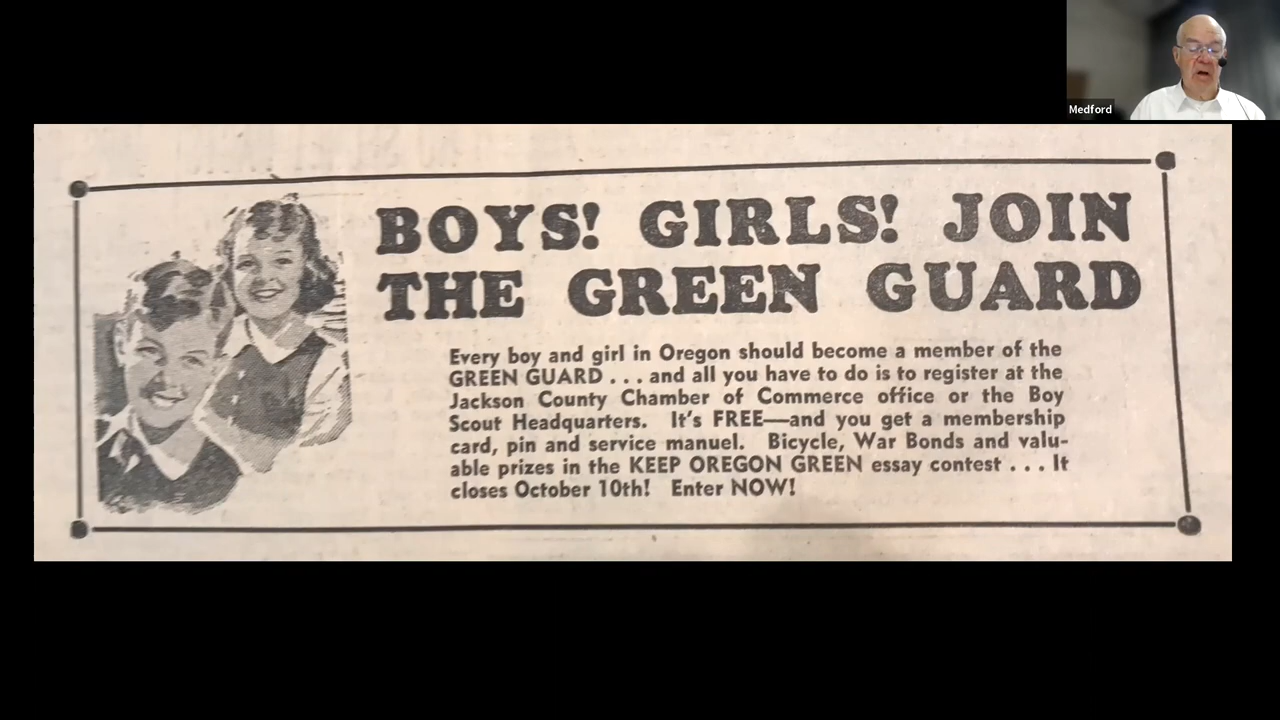 Medford
BOYS! GIRLS! JOIN
THE GREEN GUARD
Every boy and girl in Oregon should become a member of the
GREEN GUARD . . . and all you have to do is to register at the
Jackson County Chamber of Commerce office or the Boy
Scout Headquarters. It's FREE—and you get a membership
card, pin and service manuel. Bicycle, War Bonds and valu-
able prizes in the KEEP OREGON GREEN essay contest . . . It
closes October 10th! Enter NOW!